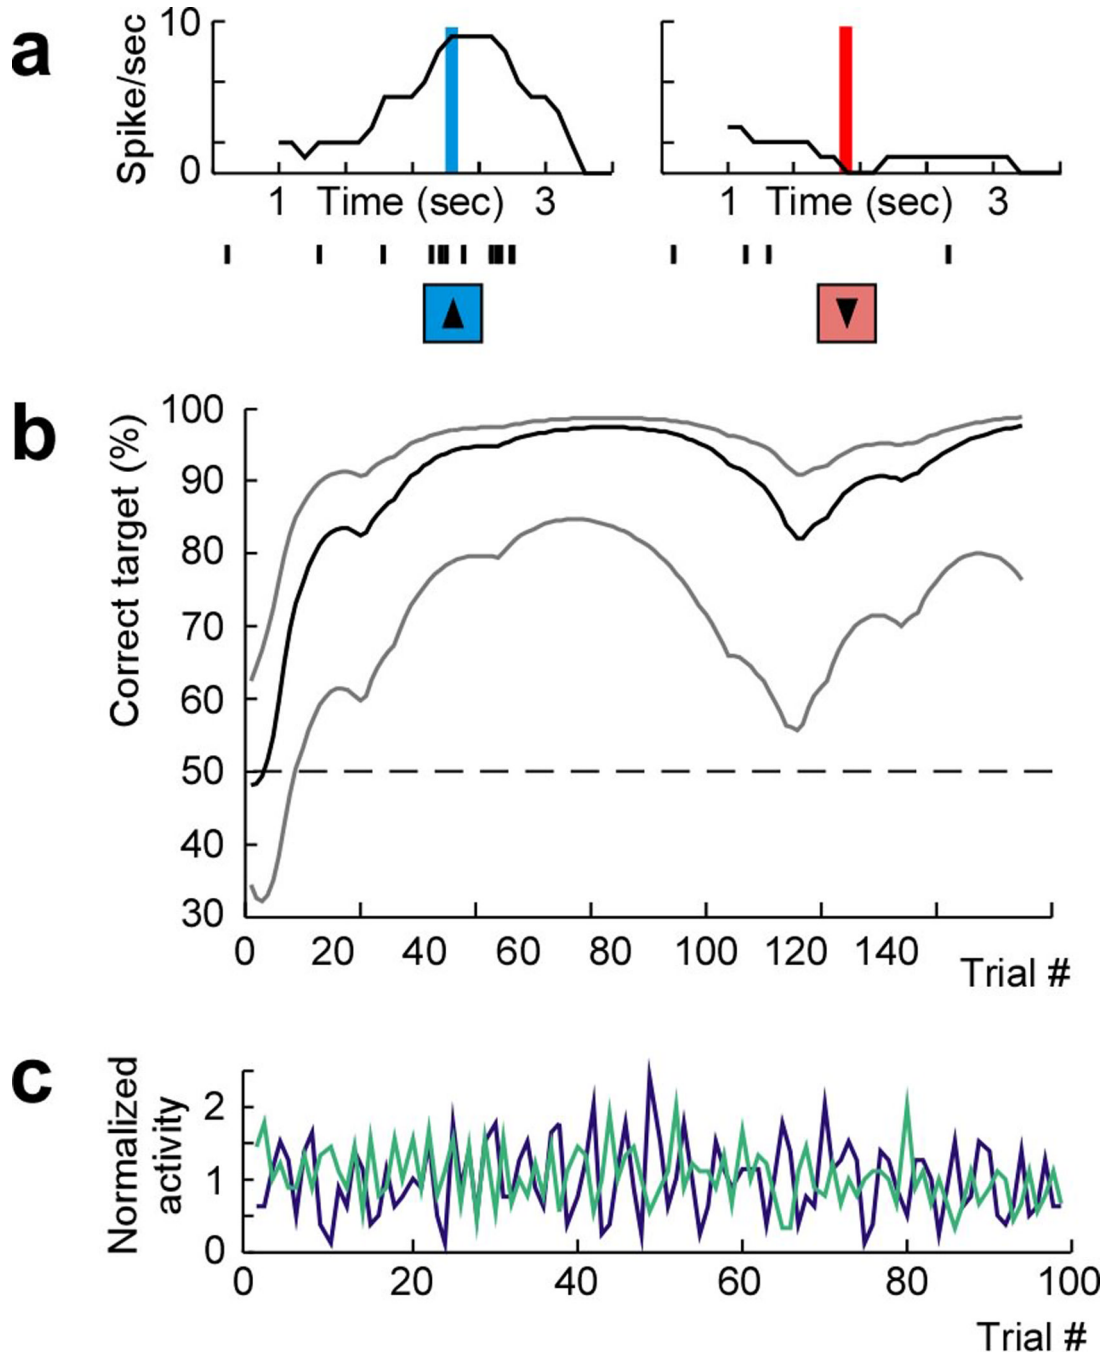 a
Spike/sec
10
0
1 Time (sec) 3
1 Time (sec) 3
b
Correct target (%)
100
90
80
70
60
50
40
30
0 20 40 60 80 100 120 140
Trial #
c
Normalized
activity
2
1
0
0 20 40 60 80 100
Trial #